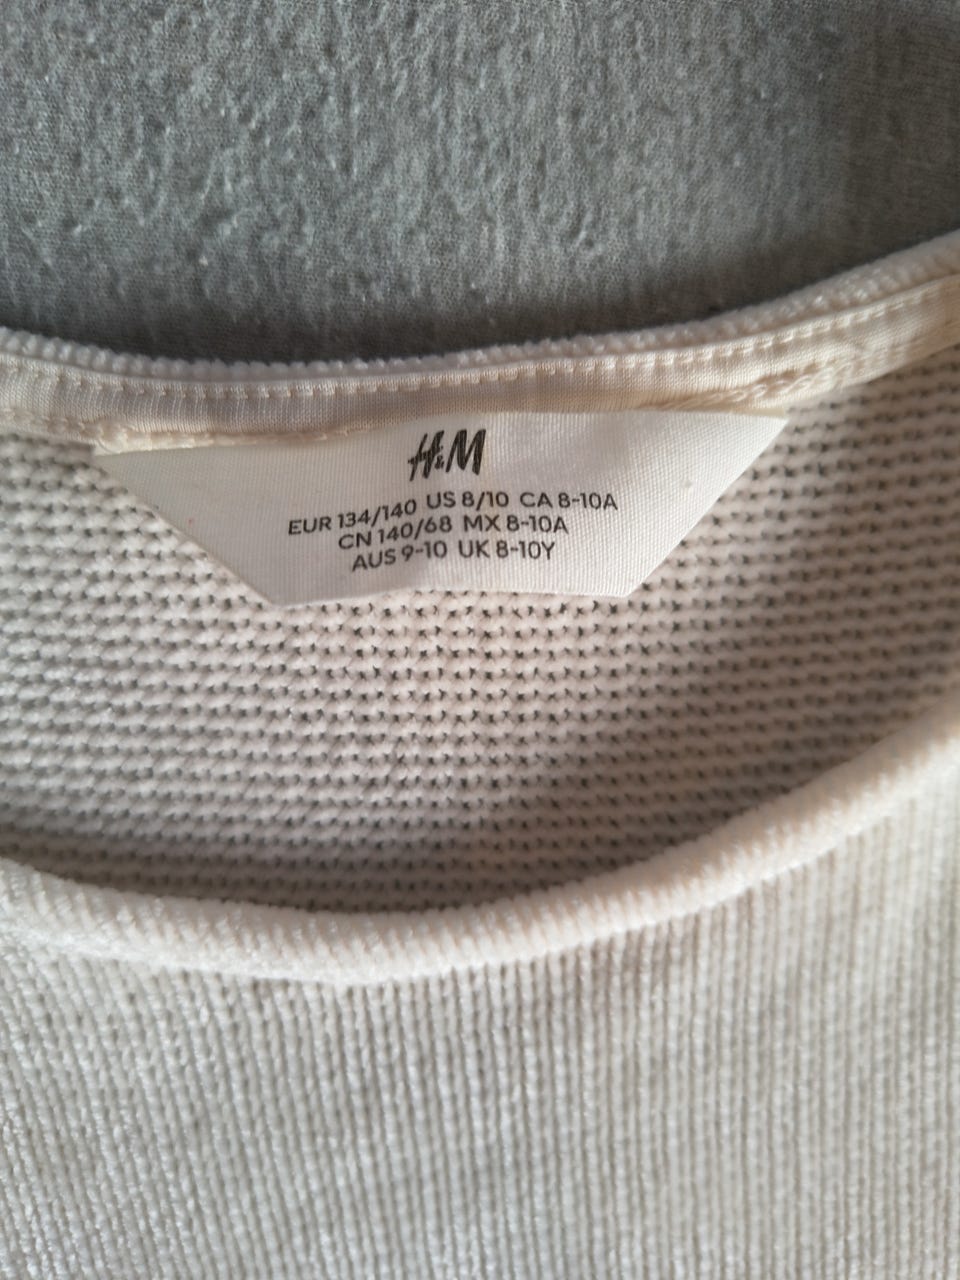 H&M
EUR 134/140 US 8/10 CA 8-10A
CN 140/68 MX 8-10A
AUS 9-10 UK 8-10Y